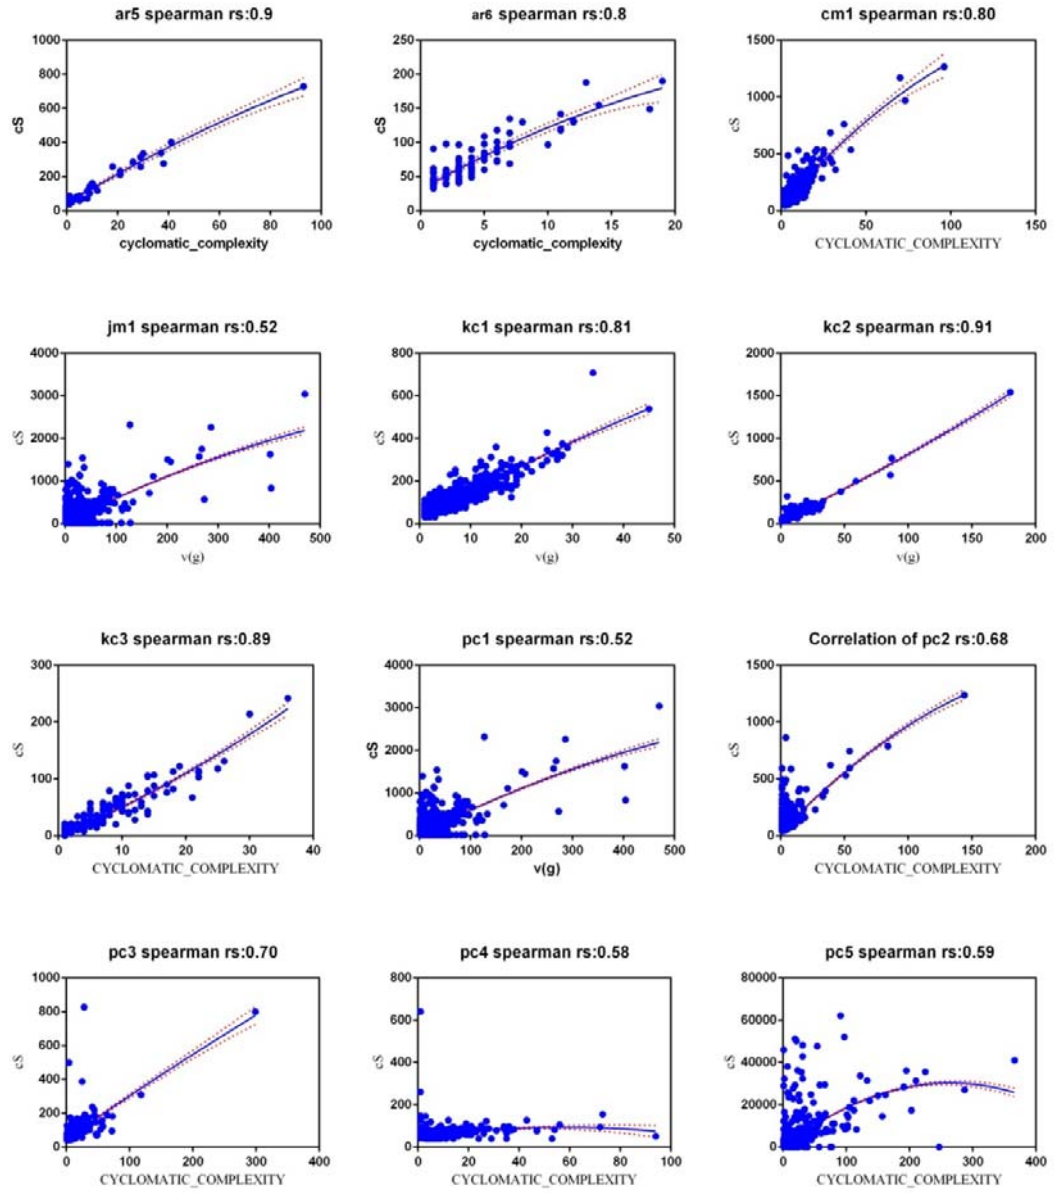 ar5 spearman rs:0.9
1000
800
600
400
200
0
cS
0 20 40 60 80 100
cyclomatic_complexity
ar6 spearman rs:0.8
250
200
150
100
50
0
cS
0 5 10 15 20
cyclomatic_complexity
cm1 spearman rs:0.80
1500
1000
500
0
cS
0 50 100 150
CYCLOMATIC_COMPLEXITY
jm1 spearman rs:0.52
4000
3000
2000
1000
0
cS
0 100 200 300 400 500
v(g)
kc1 spearman rs:0.81
800
600
400
200
0
cS
0 10 20 30 40 50
v(g)
kc2 spearman rs:0.91
2000
1500
1000
500
0
cS
0 50 100 150 200
v(g)
kc3 spearman rs:0.89
300
200
100
0
cS
0 10 20 30 40
CYCLOMATIC_COMPLEXITY
pc1 spearman rs:0.52
4000
3000
2000
1000
0
cS
0 100 200 300 400 500
v(g)
Correlation of pc2 rs:0.68
1500
1000
500
0
cS
0 50 100 150 200
CYCLOMATIC_COMPLEXITY
pc3 spearman rs:0.70
1000
800
600
400
200
0
cS
0 100 200 300 400
CYCLOMATIC_COMPLEXITY
pc4 spearman rs:0.58
800
600
400
200
0
cS
0 20 40 60 80 100
CYCLOMATIC_COMPLEXITY
pc5 spearman rs:0.59
80000
60000
40000
20000
0
cS
0 100 200 300 400
CYCLOMATIC_COMPLEXITY